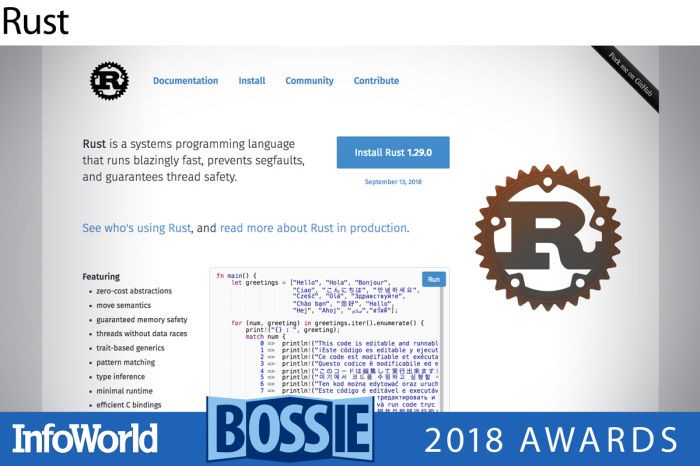 Rust
Fork me on GitHub
R
Documentation Install Community Contribute
Rust is a systems programming language
that runs blazingly fast, prevents segfaults,
and guarantees thread safety.
Install Rust 1.29.0
September 13, 2018
R
See who's using Rust, and read more about Rust in production.
Featuring
zero-cost abstractions
move semantics
guaranteed memory safety
threads without data races
trait-based generics
pattern matching
type inference
minimal runtime
efficient C bindings
Run
fn main() {
let greetings = ["Hello", "Hola", "Bonjour",
"Ciao", "こんにちは", "안녕하세요",
"Cześć", "Olá", "Здравствуйте",
"Chào bạn", "您好", "Hallo",
"Hej", "Ahoj", "سلام", "สวัสดี"];
for (num, greeting) in greetings.iter().enumerate() {
print!("{} : ", greeting);
match num {
0 => println!("This code is editable and runnabl
1 => println!("¡Este código es editable y ejecut
2 => println!("Ce code est modifiable et exécuta
3 => println!("Questo codice è modificabile ed e
4 => println!("このコードは編集して実行出来ます
5 => println!("여기에서 코드를 수정하고 실행할
6 => println!("Ten kod można edytować oraz uruch
7 => println!("Este código é editável e executáv
InfoWorld
BOSSIE
2018 AWARDS